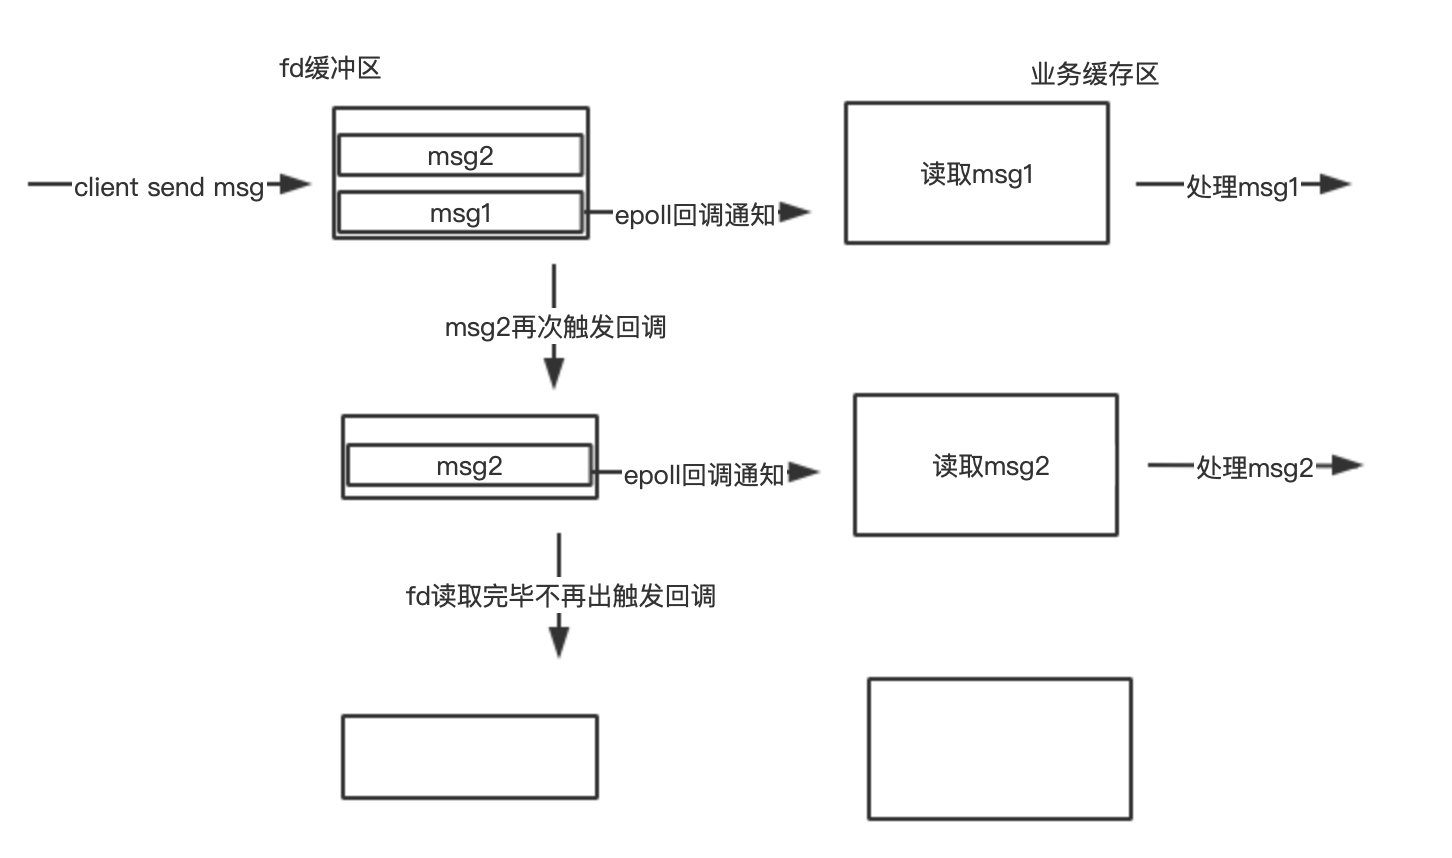 fd缓冲区
业务缓存区
msg2
读取msg1
client send msg
处理msg1
msg1
epoll回调通知
msg2再次触发回调
msg2
epoll回调通知
读取msg2
处理msg2
fd读取完毕不再出触发回调